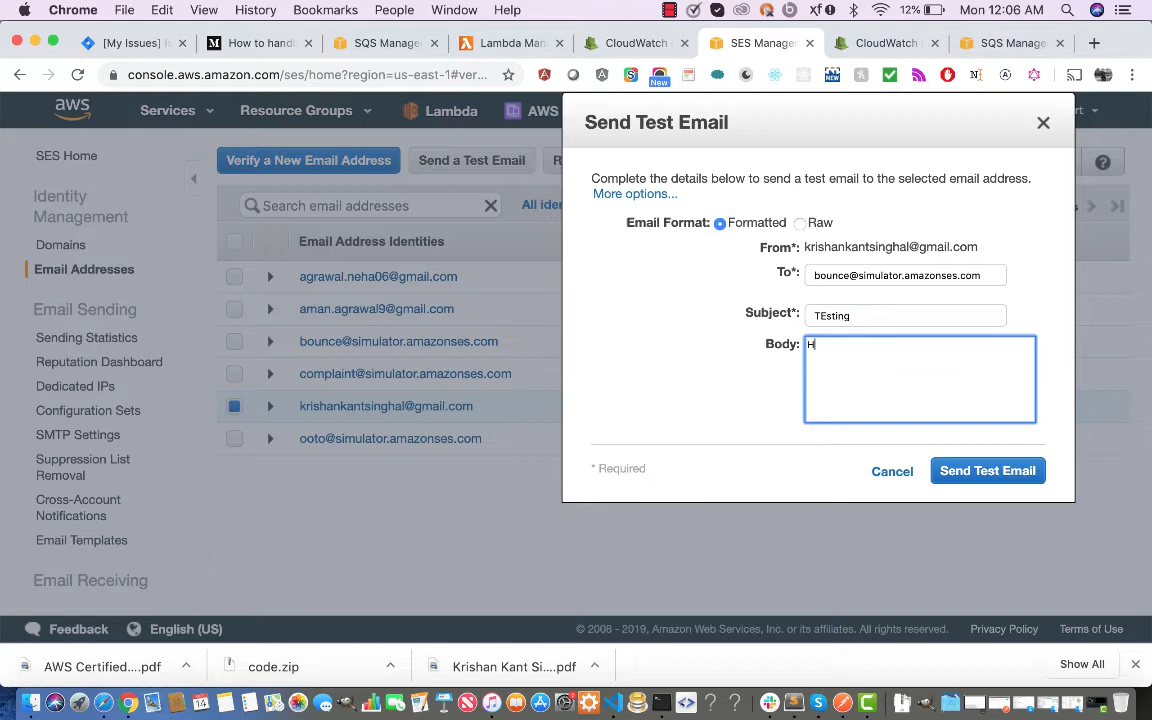 Chrome File Edit View History Bookmarks People Window Help 12% Mon 12:06 AM
[My Issues] I How to handl SQS Manage Lambda Man CloudWatch SES Manage CloudWatch SQS Manage
console.aws.amazon.com/ses/home?region=us-east-1#ver... New
aws Services Resource Groups Lambda AWS
SES Home
Identity
Management
Domains
Email Addresses
Email Sending
Sending Statistics
Reputation Dashboard
Dedicated IPs
Configuration Sets
SMTP Settings
Suppression List
Removal
Cross-Account
Notifications
Email Templates
Email Receiving
Verify a New Email Address Send a Test Email R
Search email addresses All iden
Email Address Identities
agrawal.neha06@gmail.com
aman.agrawal9@gmail.com
bounce@simulator.amazonses.com
complaint@simulator.amazonses.com
krishankantsinghal@gmail.com
ooto@simulator.amazonses.com
Send Test Email
Complete the details below to send a test email to the selected email address.
More options...
Email Format: Formatted Raw
From*: krishankantsinghal@gmail.com
To*: bounce@simulator.amazonses.com
Subject*: TEsting
Body: H
* Required Cancel Send Test Email
Feedback English (US) © 2008 - 2019, Amazon Web Services, Inc. or its affiliates. All rights reserved. Privacy Policy Terms of Use
AWS Certified....pdf code.zip Krishan Kant Si....pdf Show All